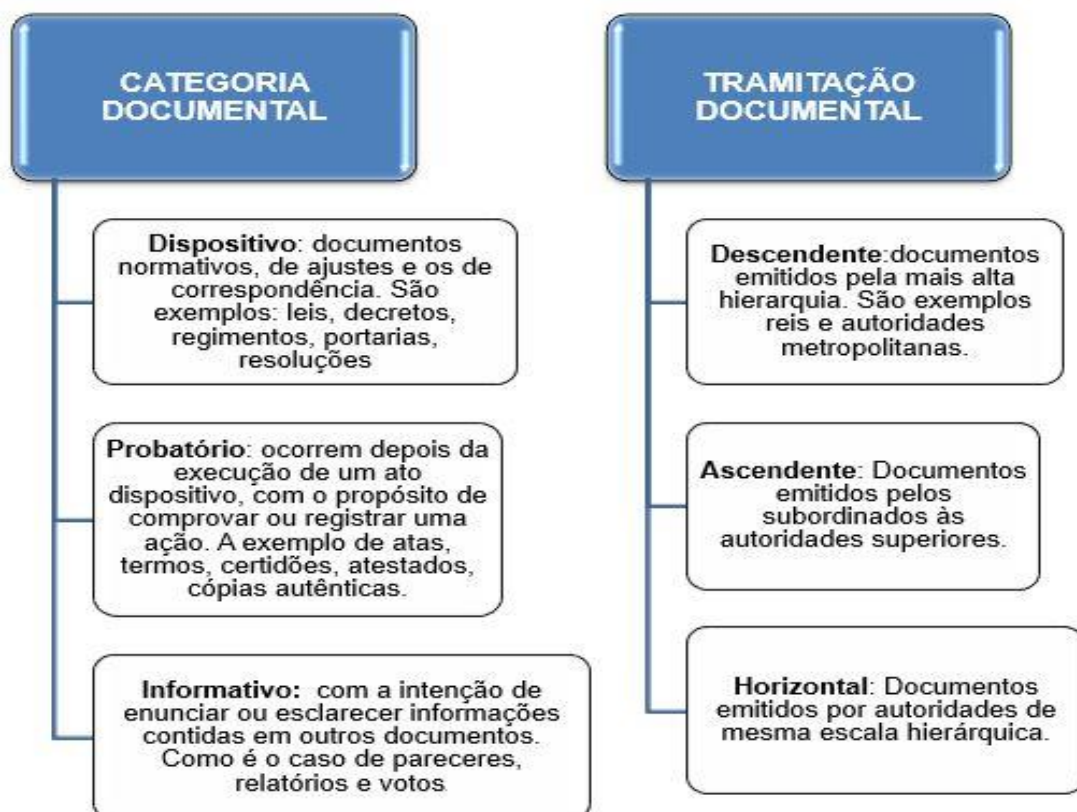 CATEGORIA
DOCUMENTAL
Dispositivo: documentos
normativos, de ajustes e os de
correspondência. São
exemplos: leis, decretos,
regimentos, portarias,
resoluções
Probatório: ocorrem depois da
execução de um ato
dispositivo, com o propósito de
comprovar ou registrar uma
ação. A exemplo de atas,
termos, certidões, atestados,
cópias autênticas.
Informativo: com a intenção de
enunciar ou esclarecer informações
contidas em outros documentos.
Como é o caso de pareceres,
relatórios e votos
TRAMITAÇÃO
DOCUMENTAL
Descendente:documentos
emitidos pela mais alta
hierarquia. São exemplos
reis e autoridades
metropolitanas.
Ascendente: Documentos
emitidos pelos
subordinados às
autoridades superiores.
Horizontal: Documentos
emitidos por autoridades de
mesma escala hierárquica.